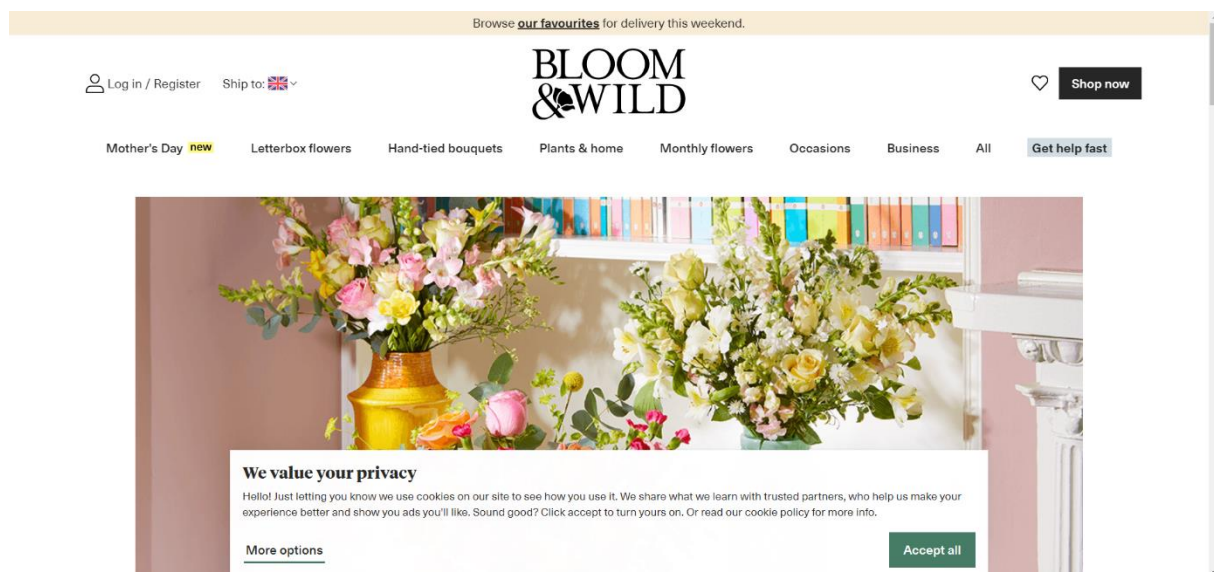 Browse our favourites for delivery this weekend.
Log in / Register
Ship to:
BLOOM
&WILD
Shop now
Mother's Day new
Letterbox flowers
Hand-tied bouquets
Plants & home
Monthly flowers
Occasions
Business
All
Get help fast
We value your privacy
Hello! Just letting you know we use cookies on our site to see how you use it. We share what we learn with trusted partners, who help us make your
experience better and show you ads you'll like. Sound good? Click accept to turn yours on. Or read our cookie policy for more info.
More options
Accept all